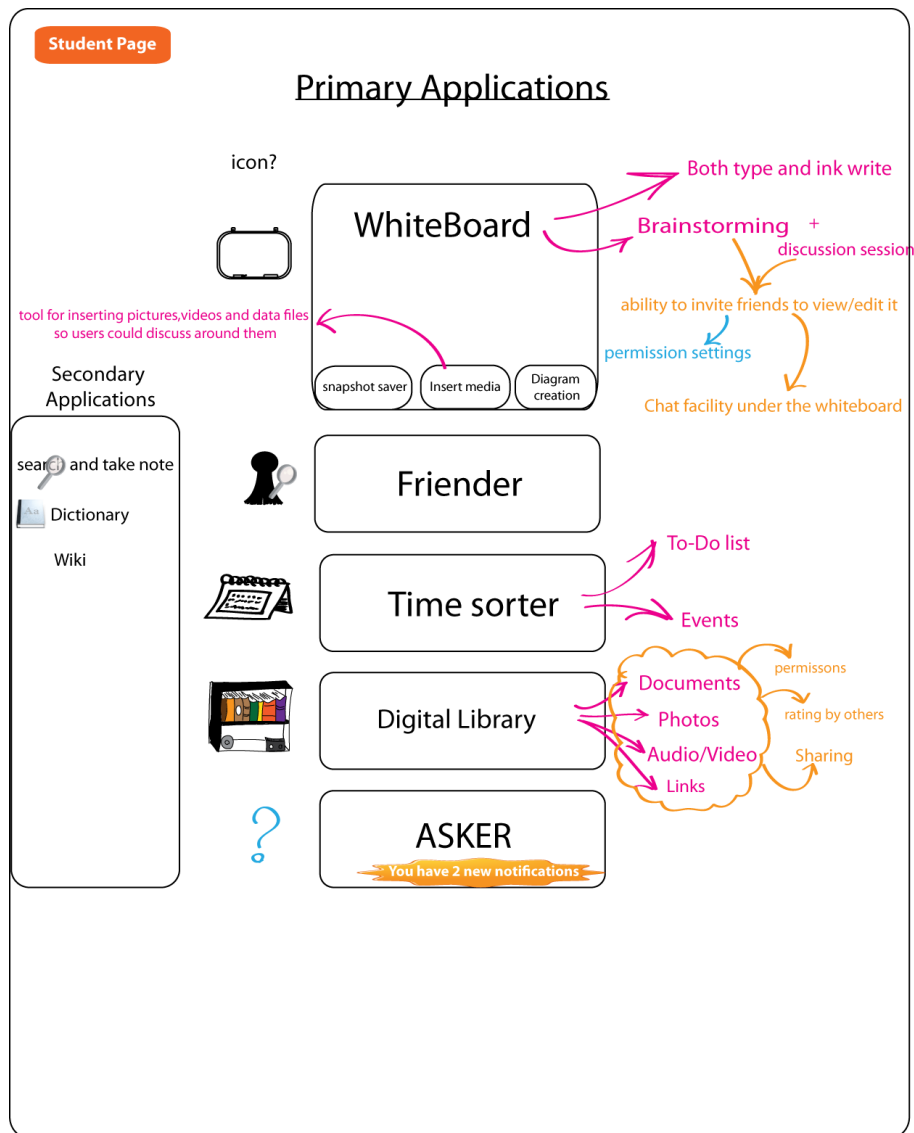 Student Page
Primary Applications
icon?
WhiteBoard
Both type and ink write
Brainstorming +
discussion session
ability to invite friends to view/edit it
permission settings
Chat facility under the whiteboard
tool for inserting pictures,videos and data files
so users could discuss around them
snapshot saver
Insert media
Diagram
creation
Secondary
Applications
search and take note
Aa
Dictionary
Wiki
Friender
Time sorter
To-Do list
Events
Digital Library
Documents
Photos
Audio/Video
Links
permissons
rating by others
Sharing
?
ASKER
You have 2 new notifications